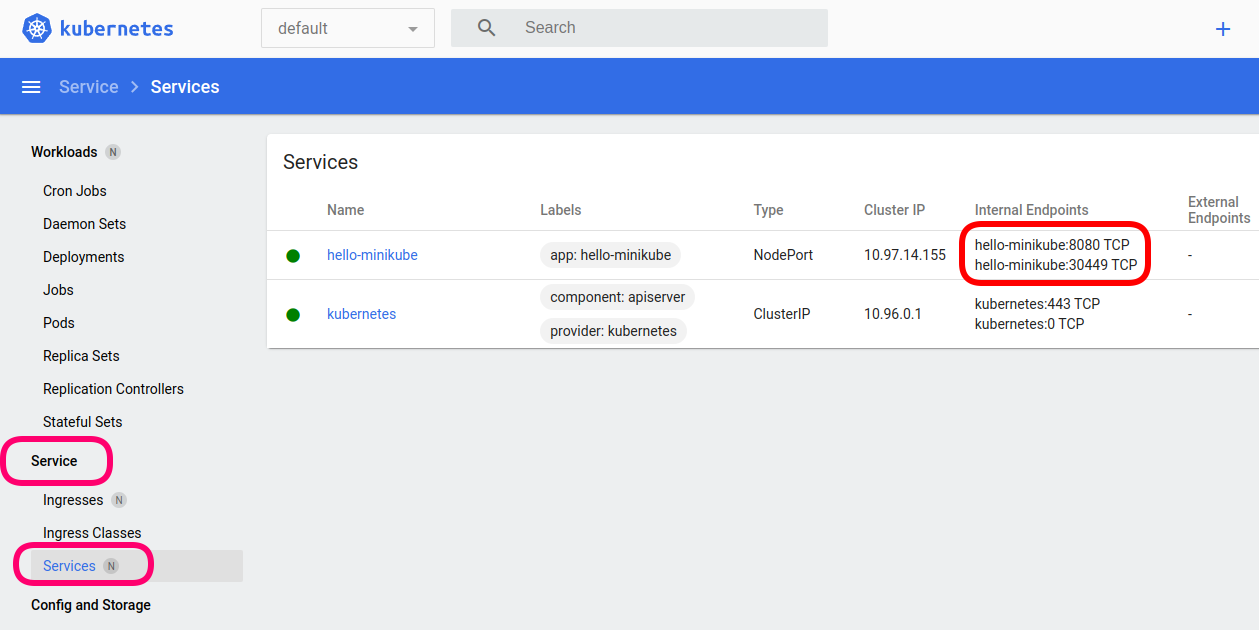 kubernetes
default
Search
Service
Services
Workloads N
Cron Jobs
Daemon Sets
Deployments
Jobs
Pods
Replica Sets
Replication Controllers
Stateful Sets
Service
Ingresses N
Ingress Classes
Services N
Config and Storage
Services
Name Labels Type Cluster IP Internal Endpoints External
Endpoints
hello-minikube app: hello-minikube NodePort 10.97.14.155 hello-minikube:8080 TCP -
hello-minikube:30449 TCP
kubernetes component: apiserver ClusterIP 10.96.0.1 kubernetes:443 TCP -
provider: kubernetes kubernetes:0 TCP